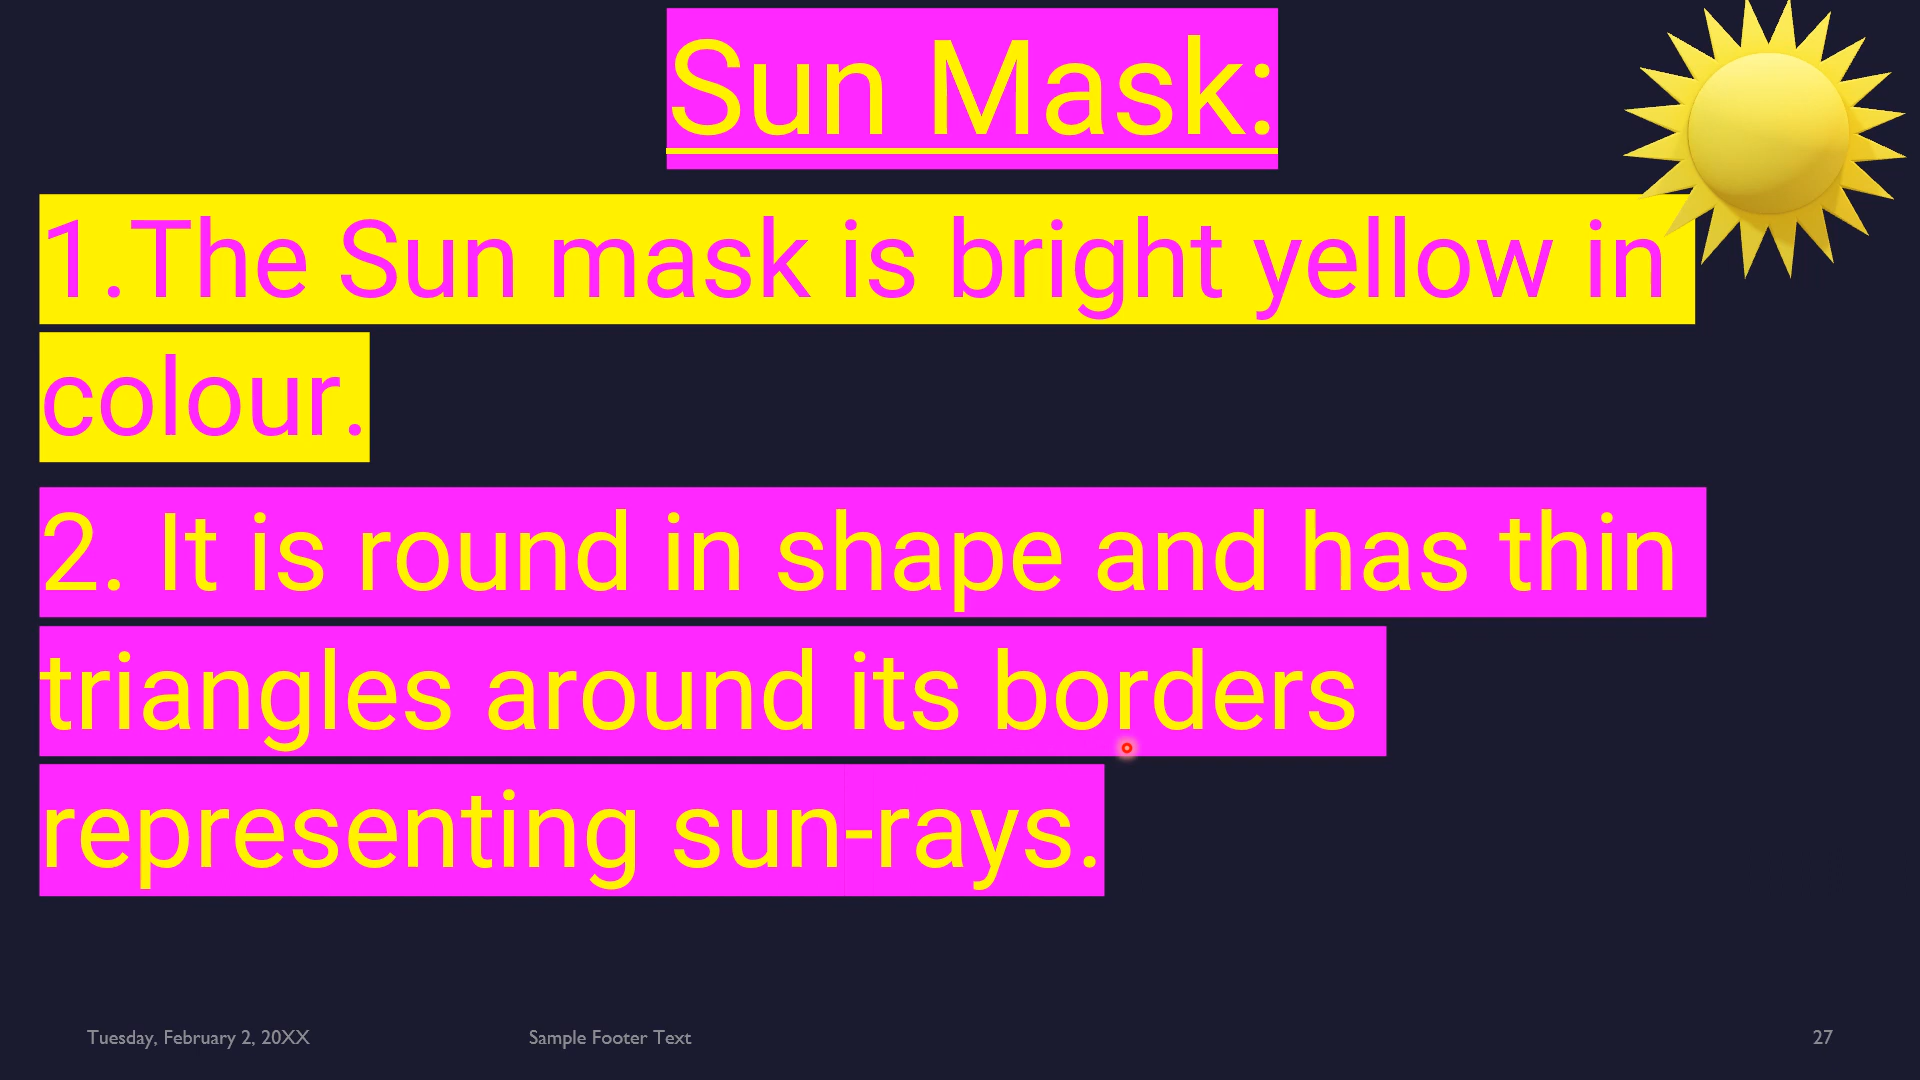 Sun Mask:
1.The Sun mask is bright yellow in
colour.
2. It is round in shape and has thin
triangles around its borders
representing sun-rays.
Tuesday, February 2, 20XX
Sample Footer Text
27